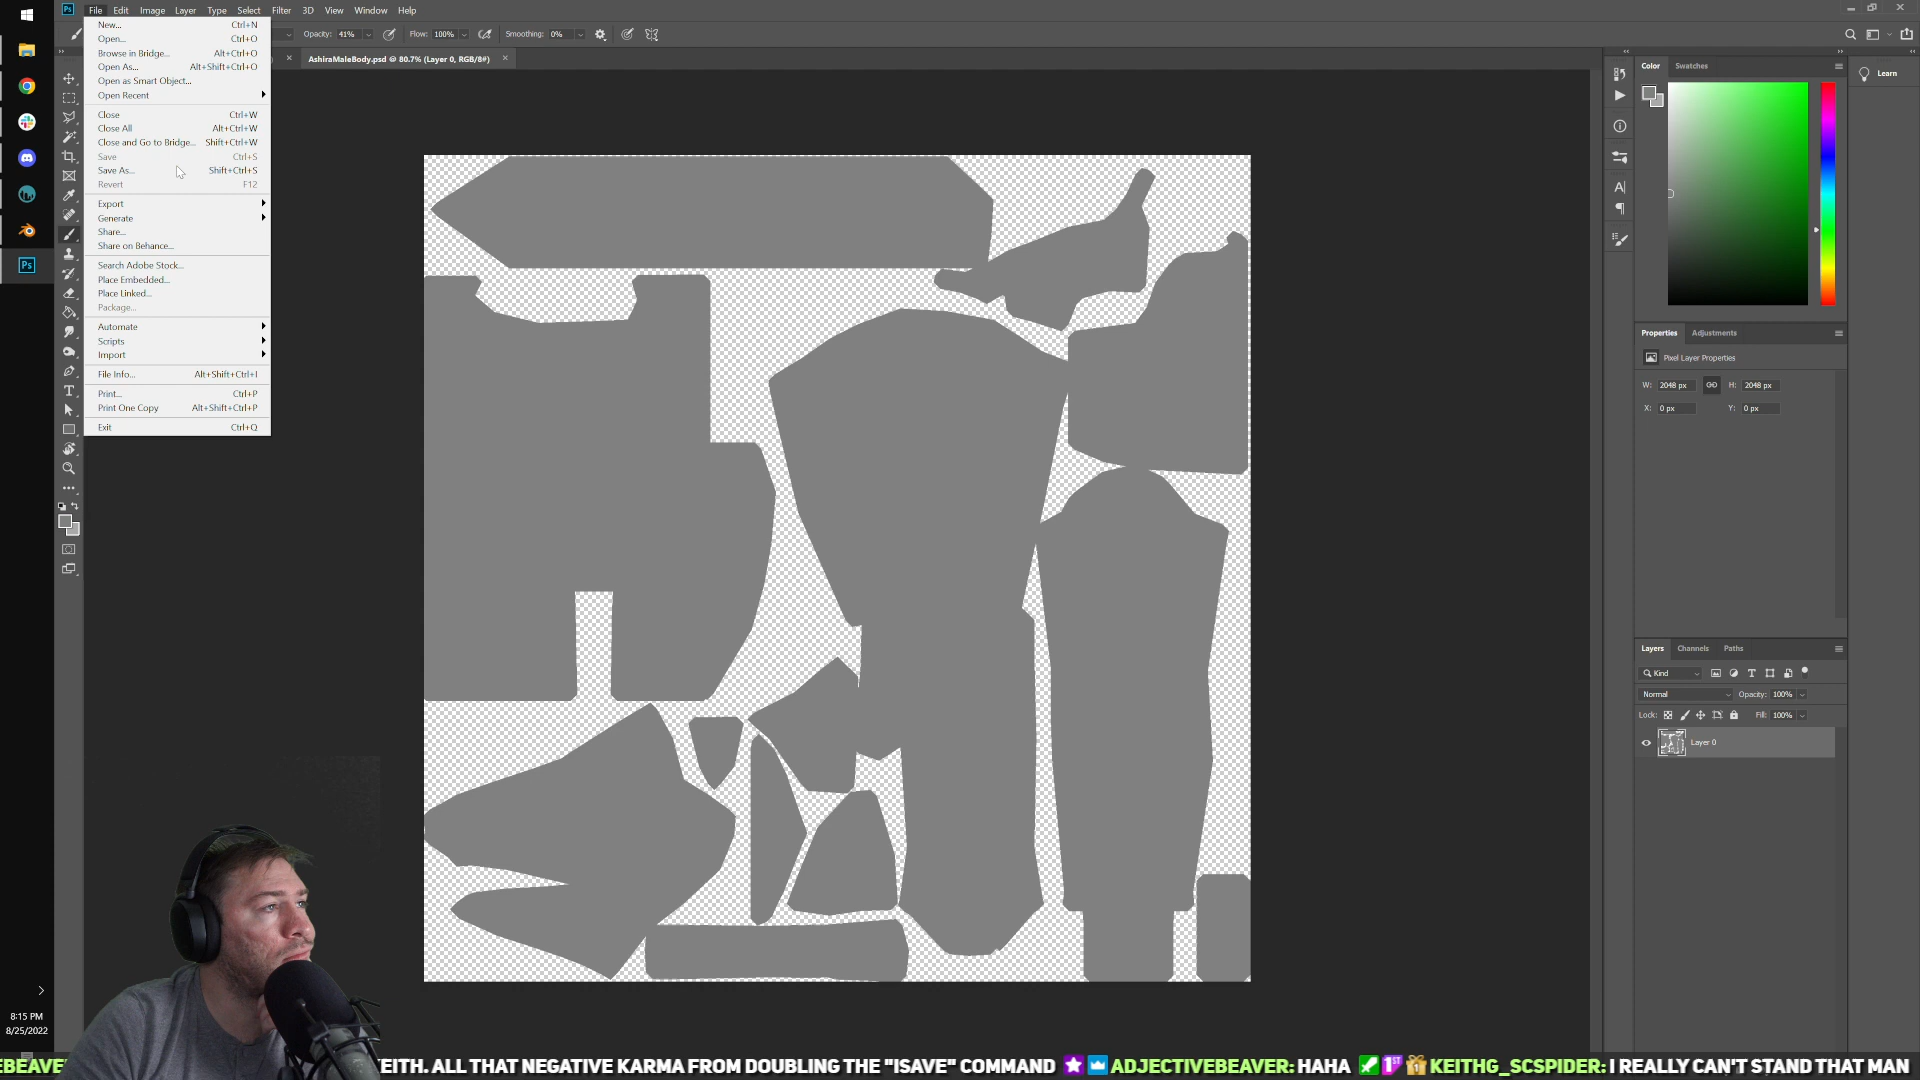 Ps File Edit Image Layer Type Select Filter 3D View Window Help
Opacity: 41% Flow: 100% Smoothing: 0%
AshiraMaleBody.psd @ 80.7% (Layer 0, RGB/8#)
New... Ctrl+N
Open... Ctrl+O
Browse in Bridge... Alt+Ctrl+O
Open As... Alt+Shift+Ctrl+O
Open as Smart Object...
Open Recent
Close Ctrl+W
Close All Alt+Ctrl+W
Close and Go to Bridge... Shift+Ctrl+W
Save Ctrl+S
Save As... Shift+Ctrl+S
Revert F12
Export
Generate
Share...
Share on Behance...
Search Adobe Stock...
Place Embedded...
Place Linked...
Package...
Automate
Scripts
Import
File Info... Alt+Shift+Ctrl+I
Print... Ctrl+P
Print One Copy Alt+Shift+Ctrl+P
Exit Ctrl+Q
Ps
Color Swatches
Learn
Properties Adjustments
Pixel Layer Properties
W: 2048 px H: 2048 px
X: 0 px Y: 0 px
Layers Channels Paths
Kind
Normal Opacity: 100%
Lock: Fill: 100%
Layer 0
8:15 PM
8/25/2022
EITH. ALL THAT NEGATIVE KARMA FROM DOUBLING THE "!SAVE" COMMAND ADJECTIVEBEAVER: HAHA 1ST KEITHG_SCSPIDER: I REALLY CAN'T STAND THAT MAN